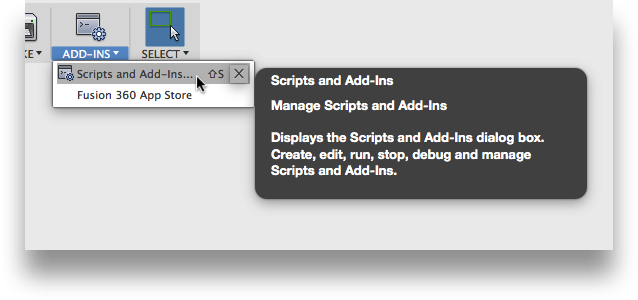 KE
ADD-INS
SELECT
Scripts and Add-Ins... ⇧S
Fusion 360 App Store
Scripts and Add-Ins
Manage Scripts and Add-Ins
Displays the Scripts and Add-Ins dialog box.
Create, edit, run, stop, debug and manage
Scripts and Add-Ins.